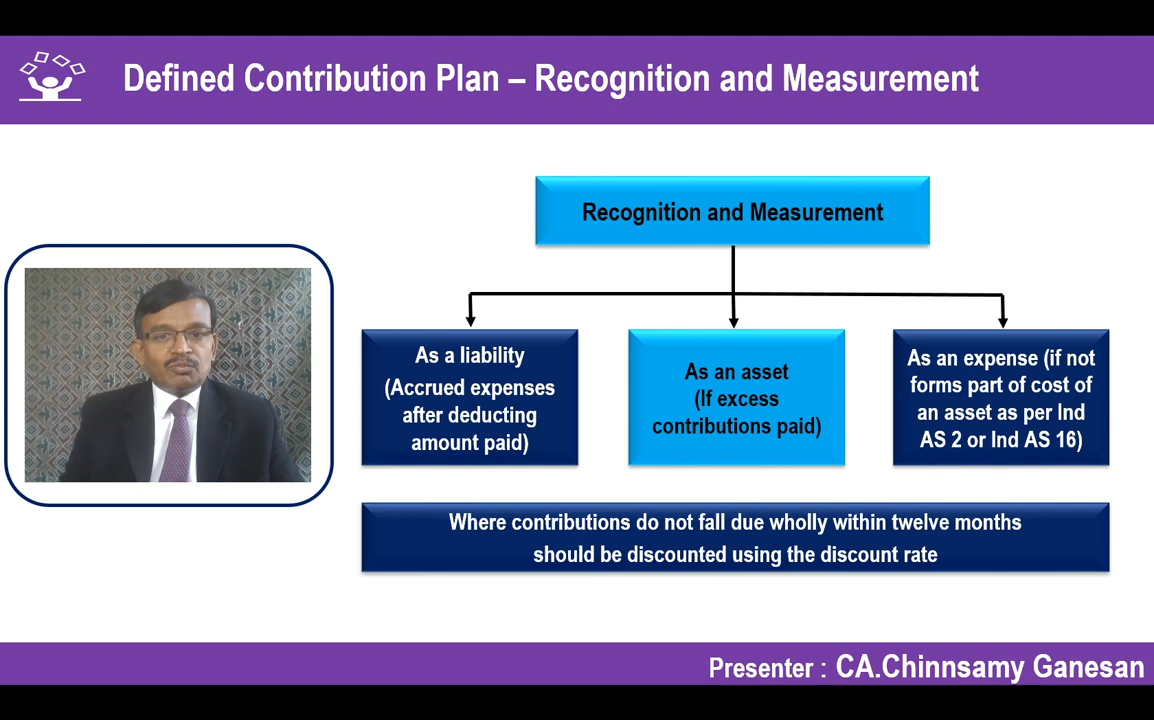 Defined Contribution Plan – Recognition and Measurement
Recognition and Measurement
As a liability
(Accrued expenses
after deducting
amount paid)
As an asset
(If excess
contributions paid)
As an expense (if not
forms part of cost of
an asset as per Ind
AS 2 or Ind AS 16)
Where contributions do not fall due wholly within twelve months
should be discounted using the discount rate
Presenter : CA.Chinnsamy Ganesan